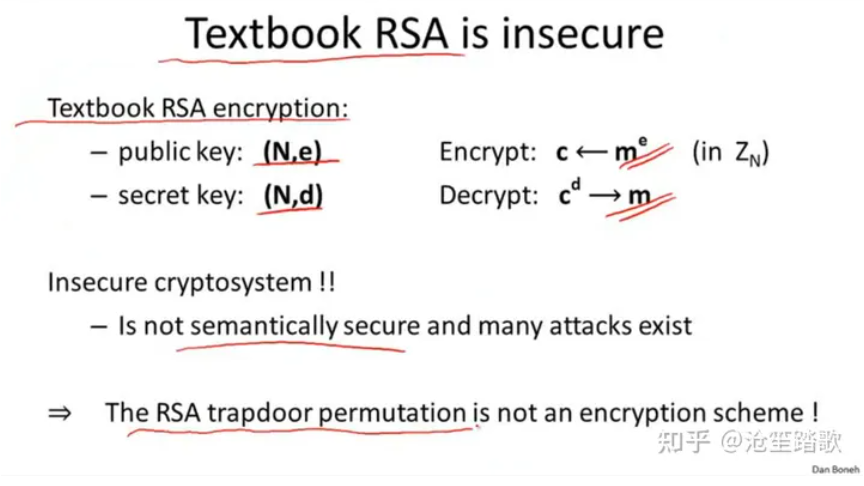 Textbook RSA is insecure
Textbook RSA encryption:
– public key: (N,e) Encrypt: c ⟵ mᵉ (in Z_N)
– secret key: (N,d) Decrypt: cᵈ ⟶ m
Insecure cryptosystem !!
– Is not semantically secure and many attacks exist
⇒ The RSA trapdoor permutation is not an encryption scheme !
知乎 @沧笙踏歌
Dan Boneh